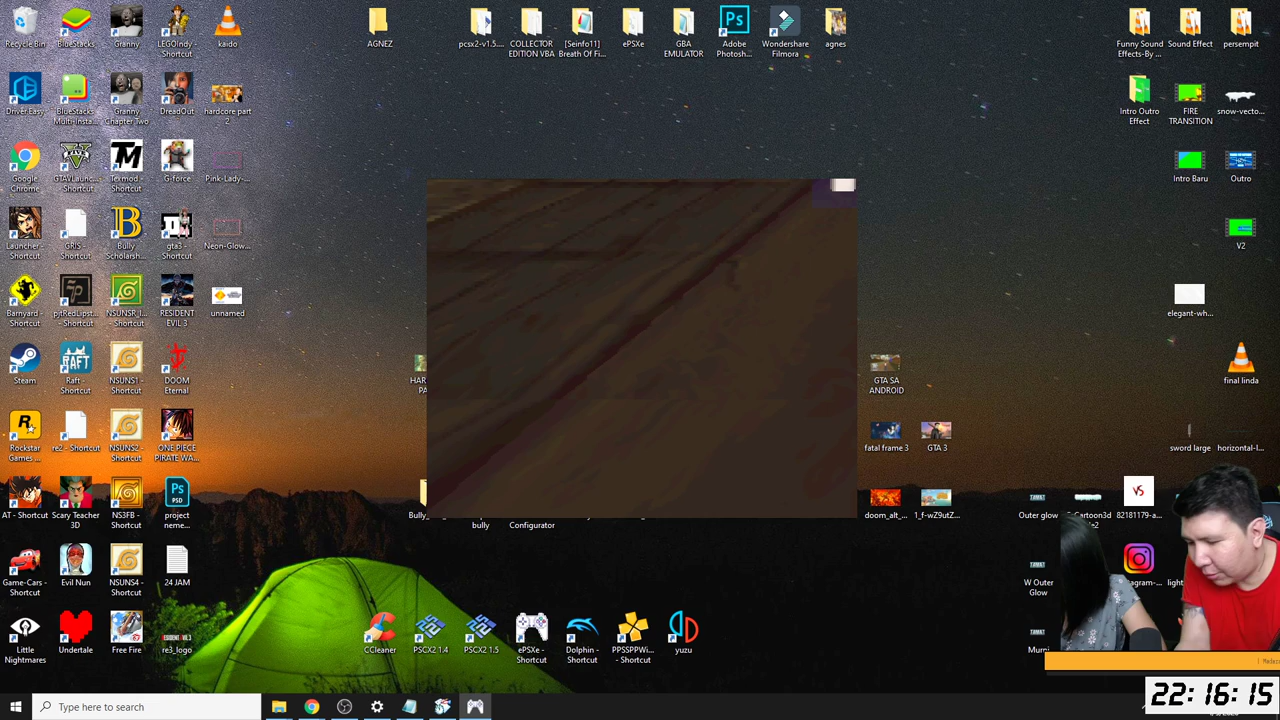 Recycle Bin
BlueStacks
Granny
LEGOIndy -
Shortcut
kaido
AGNEZ
pcsx2-v1.5....
COLLECTOR
EDITION VBA
[Seinfo11]
Breath Of Fi...
ePSXe
GBA
EMULATOR
Adobe
Photosh...
Wondershare
Filmora
agnes
Funny Sound
Effects-By ...
Sound Effect
persempit
Driver Easy
BlueStacks
Multi-Insta...
Granny
Chapter Two
DreadOut
hardcore part
2
Intro Outro
Effect
FIRE
TRANSITION
snow-vecto...
Google
Chrome
GTAVLaunc...
- Shortcut
Texmod -
Shortcut
G-force
Pink-Lady-...
Intro Baru
Outro
Launcher -
Shortcut
GRIS -
Shortcut
Bully
Scholarsh...
gta3 -
Shortcut
Neon-Glow...
V2
Barnyard -
Shortcut
pjtRedLipst...
- Shortcut
NSUNSR_l...
- Shortcut
RESIDENT
EVIL 3
unnamed
elegant-wh...
Steam
Raft -
Shortcut
NSUNS1 -
Shortcut
DOOM
Eternal
HAR
PA
GTA SA
ANDROID
final linda
Rockstar
Games ...
re2 - Shortcut
NSUNS2 -
Shortcut
ONE PIECE
PIRATE WA...
fatal frame 3
GTA 3
sword large
horizontal-l...
AT - Shortcut
Scary Teacher
3D
NS3FB -
Shortcut
project
neme...
Bully_
bully
Configurator
doom_alt_...
1_f-wZ9utZ...
Outer glow
Cartoon3d
82181179-a...
Game-Cars -
Shortcut
Evil Nun
NSUNS4 -
Shortcut
24 JAM
W Outer
Glow
Little
Nightmares
Undertale
Free Fire
re3_logo
CCleaner
PSCX2 1.4
PSCX2 1.5
ePSXe -
Shortcut
Dolphin -
Shortcut
PPSSPPWi...
- Shortcut
yuzu
Murni
Type here to search
22:16:15